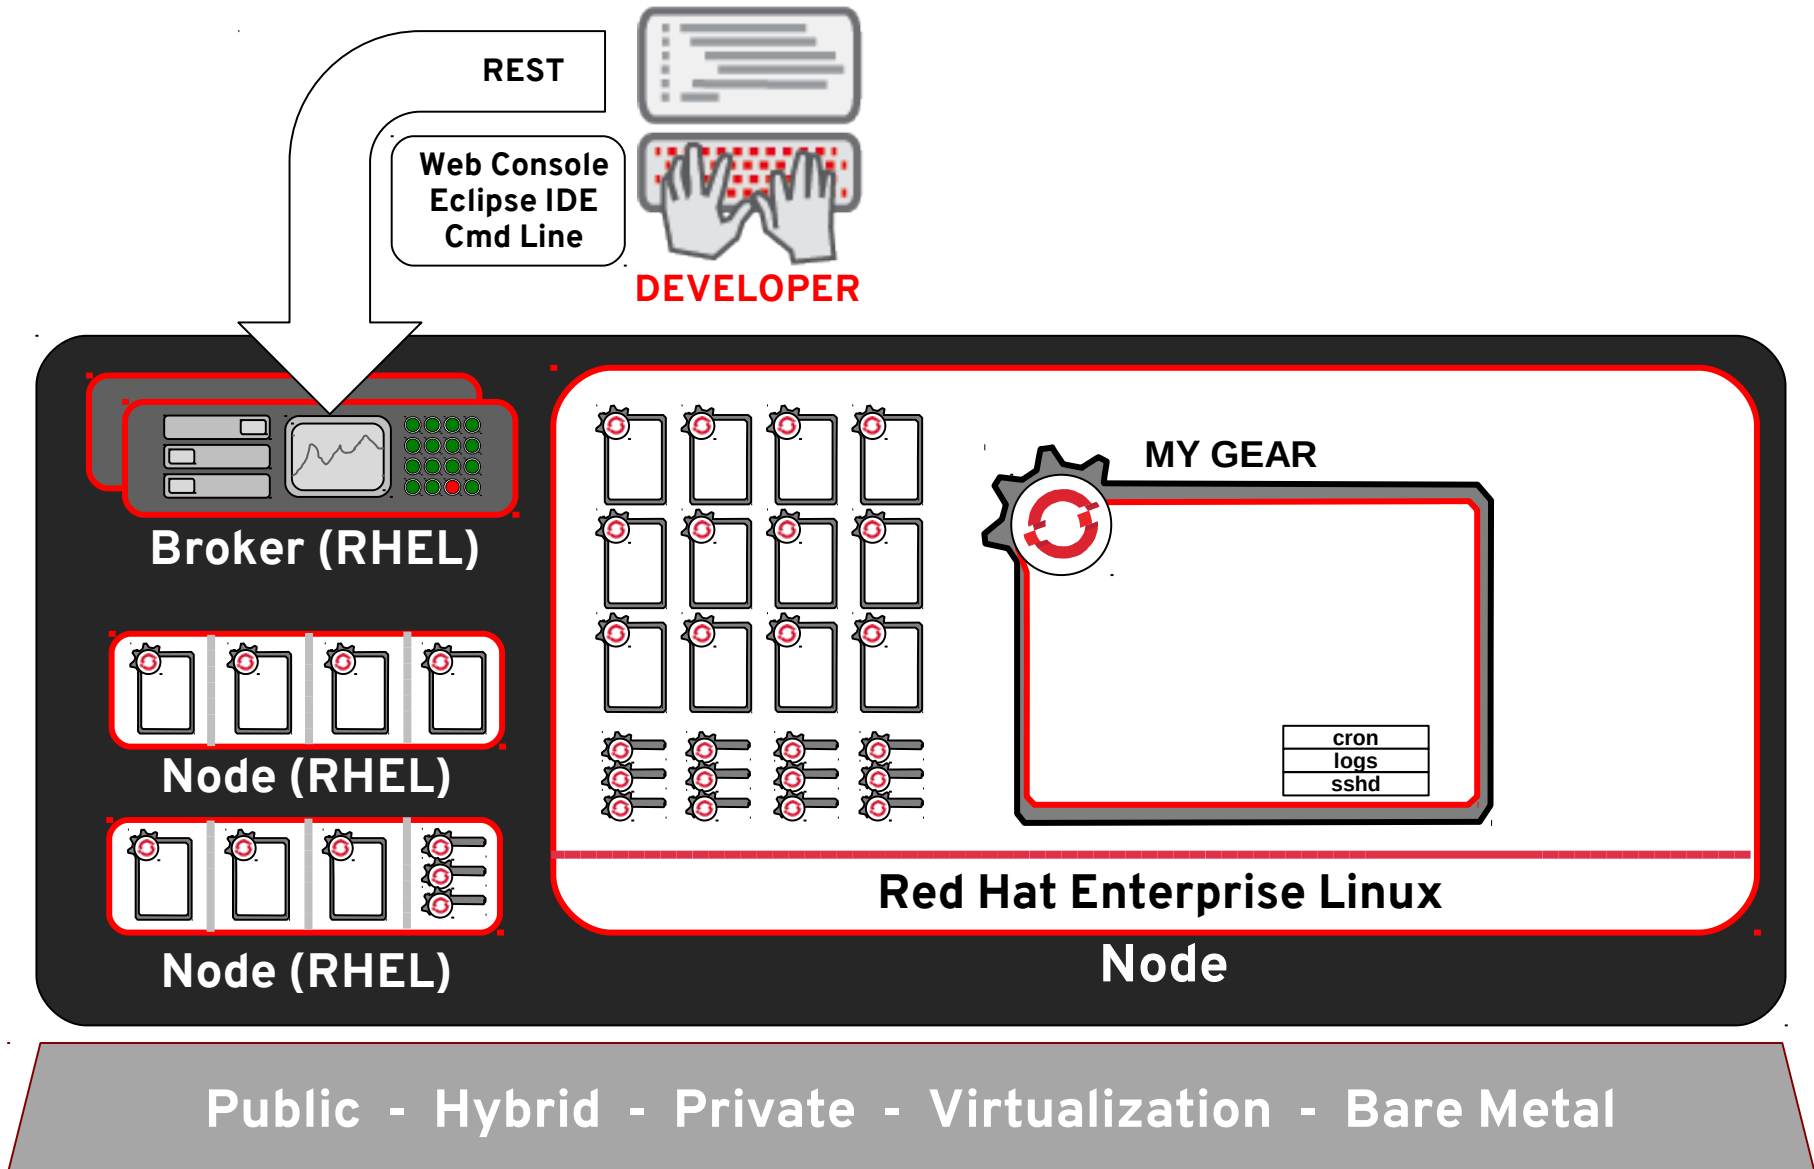 REST
Web Console
Eclipse IDE
Cmd Line
DEVELOPER
MY GEAR
Broker (RHEL)
cron
logs
sshd
Node (RHEL)
Red Hat Enterprise Linux
Node (RHEL)
Node
Public - Hybrid - Private - Virtualization - Bare Metal